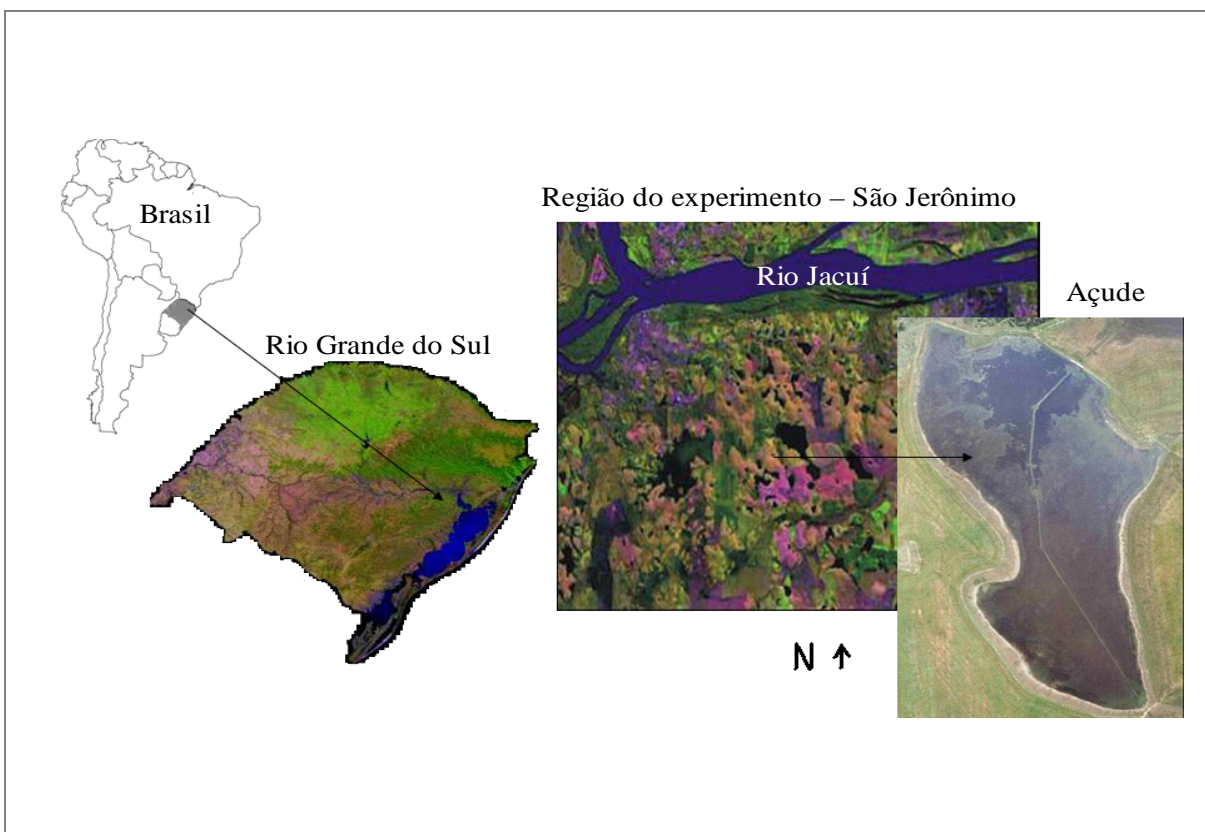 Brasil
Rio Grande do Sul
Região do experimento – São Jerônimo
Rio Jacuí
Açude
N ↑